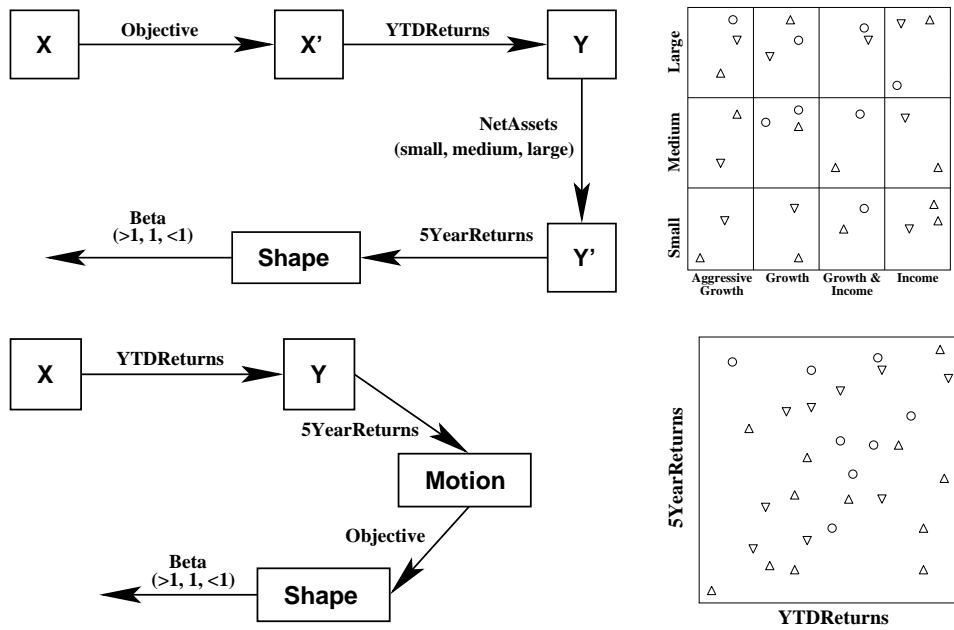 X
Objective
X’
YTDReturns
Y
NetAssets
(small, medium, large)
Beta
(>1, 1, <1)
Shape
5YearReturns
Y’
Large
Medium
Small
Aggressive
Growth
Growth
Growth &
Income
Income
X
YTDReturns
Y
5YearReturns
Motion
Objective
Beta
(>1, 1, <1)
Shape
5YearReturns
YTDReturns